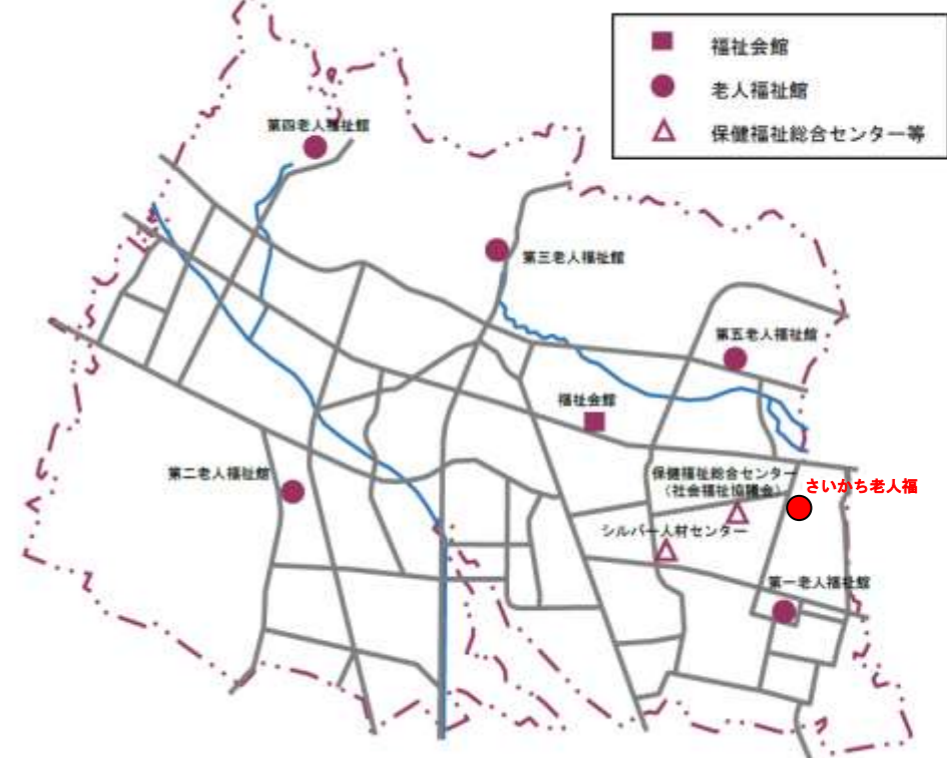 福祉会館
老人福祉館
保健福祉総合センター等
第四老人福祉館
第三老人福祉館
第五老人福祉館
福祉会館
第二老人福祉館
保健福祉総合センター
（社会福祉協議会）
さいかち老人福
シルバー人材センター
第一老人福祉館